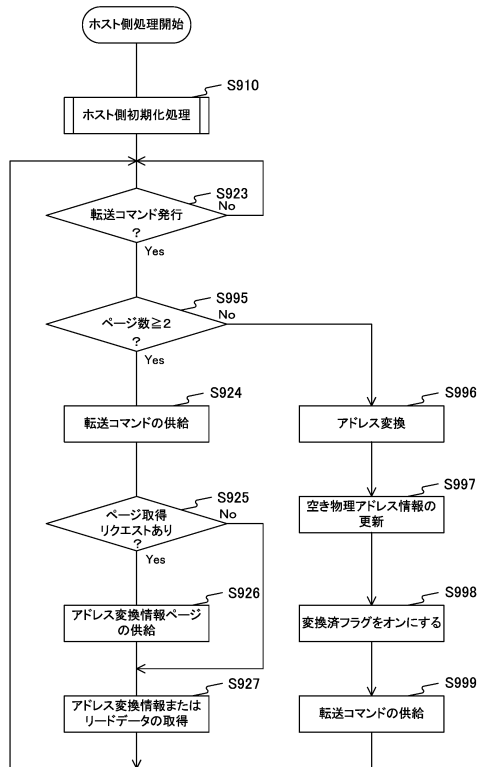 ホスト側処理開始
S910
ホスト側初期化処理
S923
転送コマンド発行
?
No
Yes
S995
ページ数≧2
?
No
Yes
S924
転送コマンドの供給
S996
アドレス変換
S925
ページ取得
リクエストあり
?
No
Yes
S997
空き物理アドレス情報の
更新
S926
アドレス変換情報ページ
の供給
S998
変換済フラグをオンにする
S927
アドレス変換情報または
リードデータの取得
S999
転送コマンドの供給